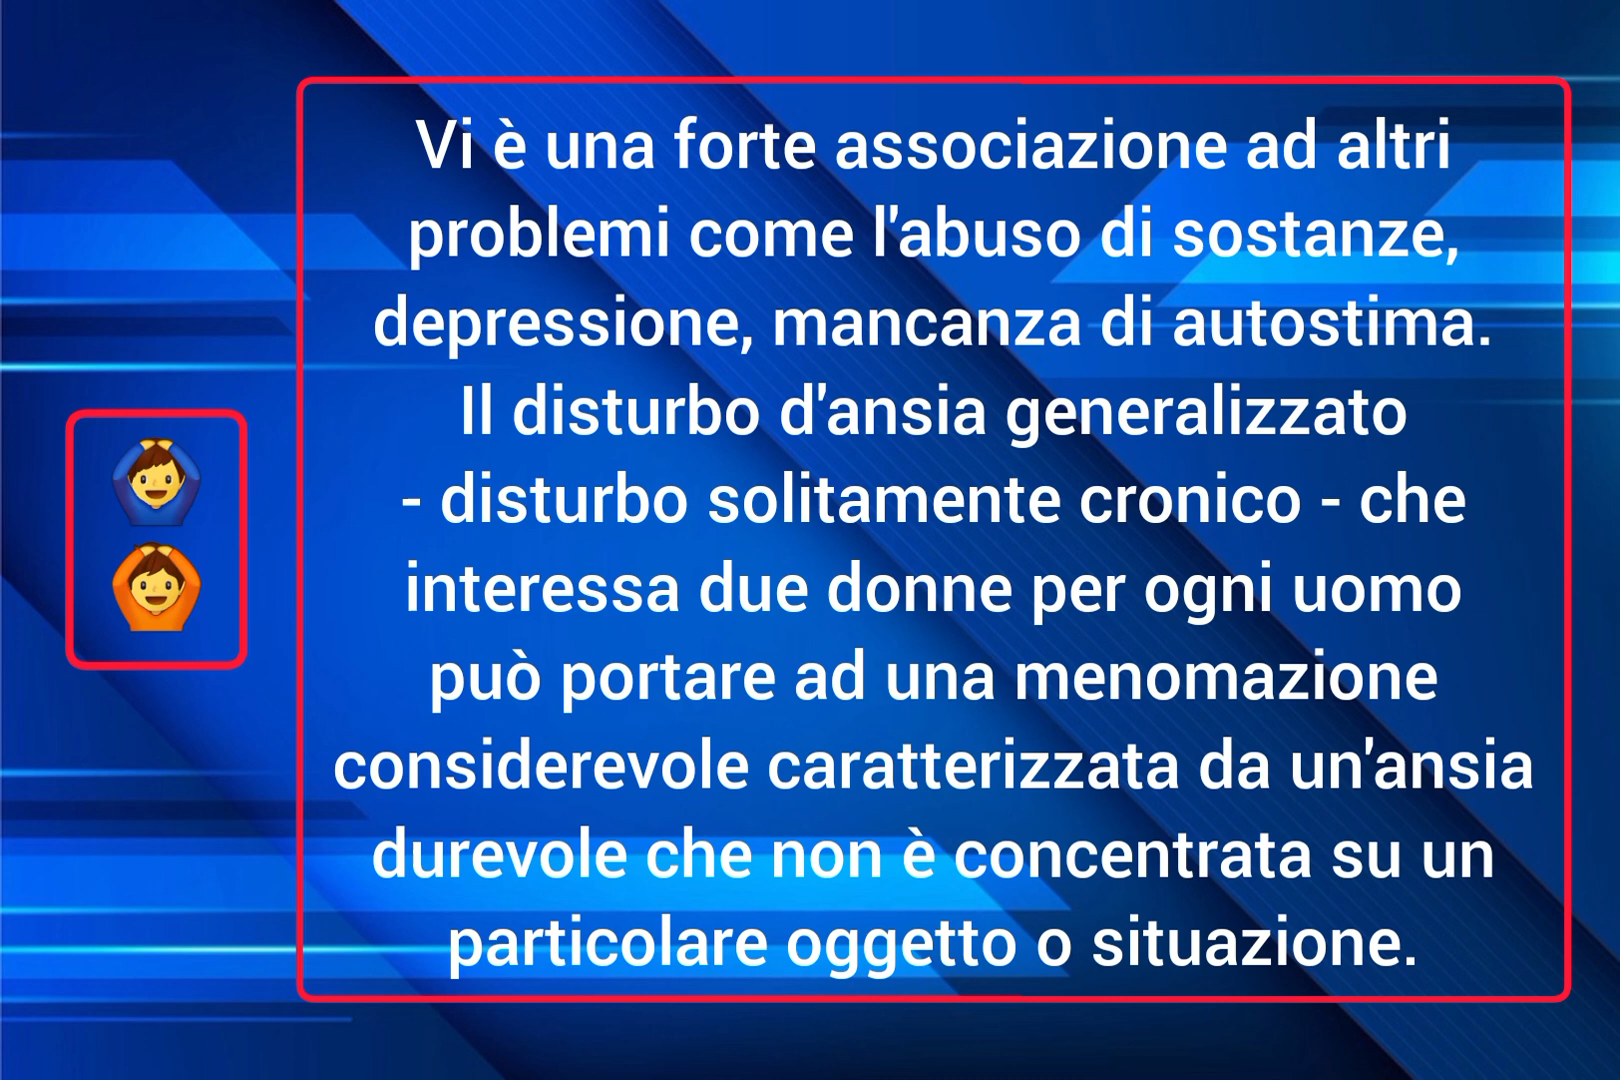 Vi è una forte associazione ad altri
problemi come l'abuso di sostanze,
depressione, mancanza di autostima.
Il disturbo d'ansia generalizzato
- disturbo solitamente cronico - che
interessa due donne per ogni uomo
può portare ad una menomazione
considerevole caratterizzata da un'ansia
durevole che non è concentrata su un
particolare oggetto o situazione.